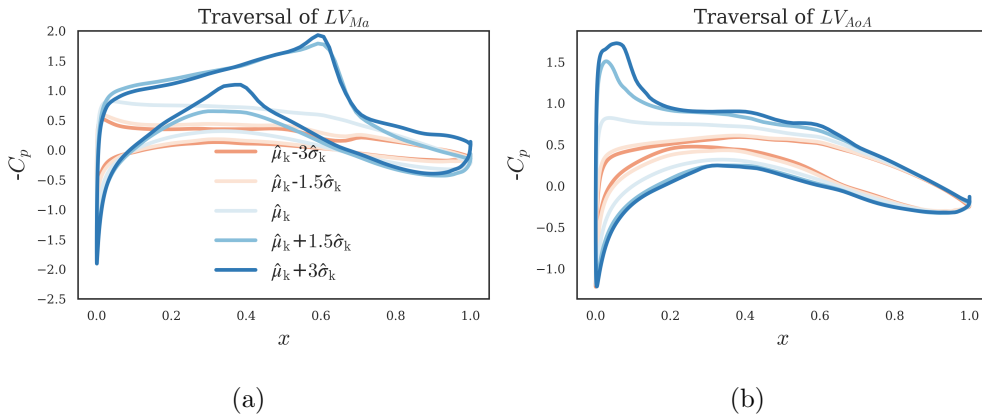 Traversal of LV_Ma
2.0
1.5
1.0
0.5
0.0
−0.5
−1.0
−1.5
−2.0
−2.5
-C_p
μ̂_k-3σ̂_k
μ̂_k-1.5σ̂_k
μ̂_k
μ̂_k+1.5σ̂_k
μ̂_k+3σ̂_k
0.0 0.2 0.4 0.6 0.8 1.0
x
(a)
Traversal of LV_AoA
1.5
1.0
0.5
0.0
−1.0
-C_p
0.0 0.2 0.4 0.6 0.8 1.0
x
(b)